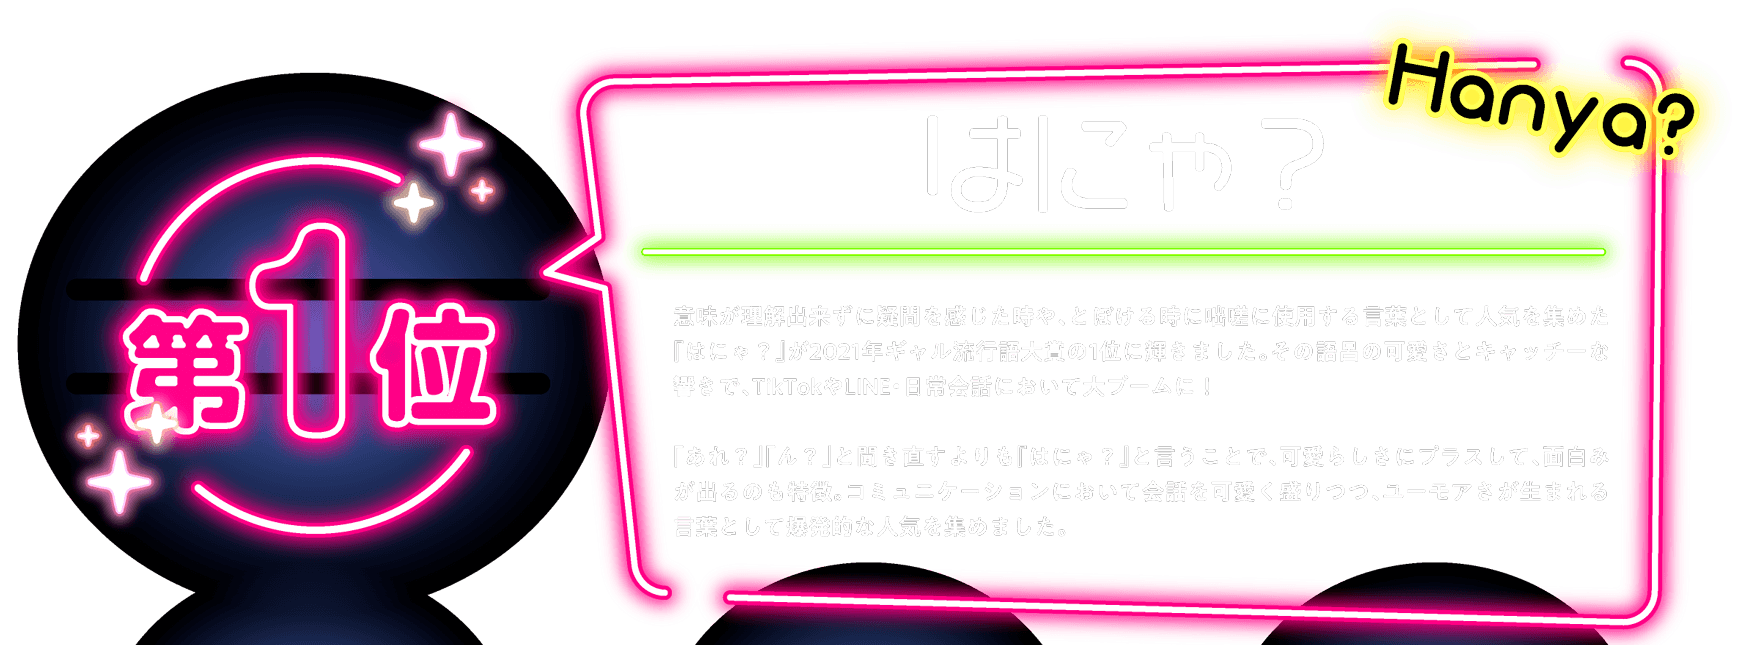 第1位
Hanya?
はにゃ？
意味が理解出来ずに疑問を感じた時や、とぼける時に嘲嗟に使用する言葉として人気を集めた
『はにゃ？』が2021年ギャル流行語大賞の1位に輝きました。その語呂の可愛さとキャッチーな
響きで、TikTokやLINE・日常会話において大ブームに！
『あれ？』『ん？』と聞き直すよりも『はにゃ？』と言うことで、可愛らしさにプラスして、面白み
が出るのも特徴。コミュニケーションにおいて会話を可愛く盛りつつ、ユーモアさが生まれる
言葉として爆発的な人気を集めました。